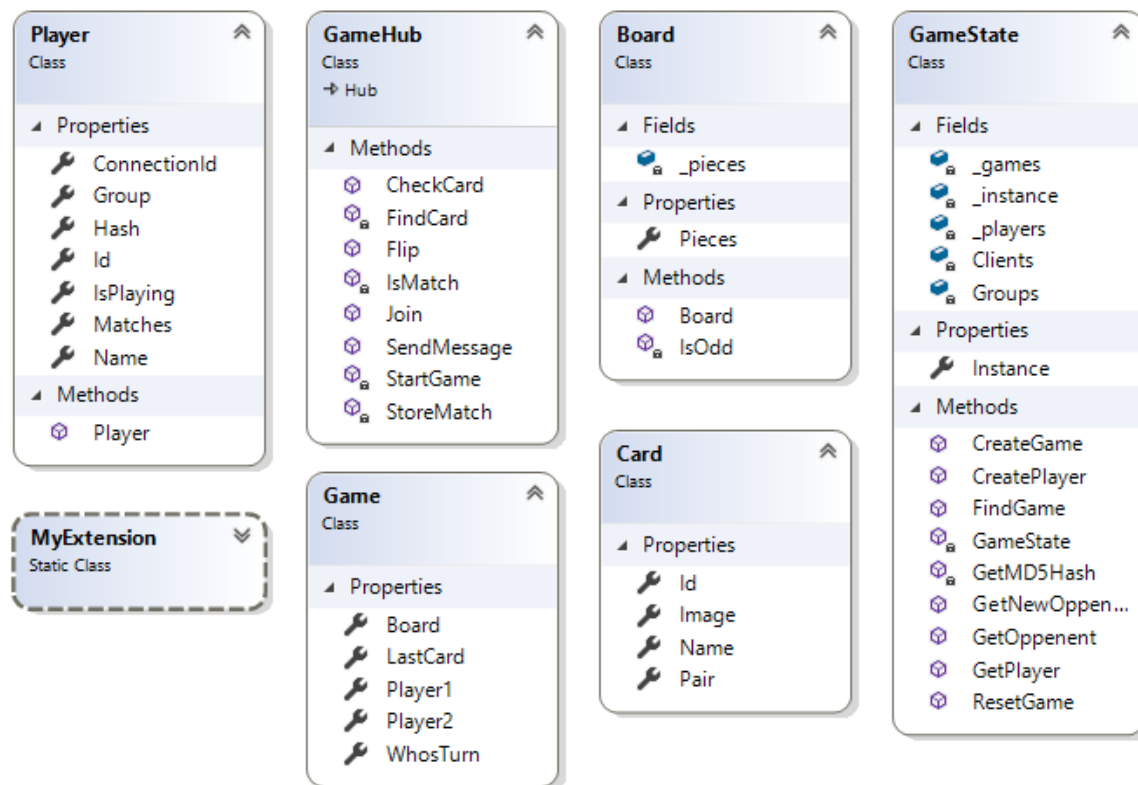 Player
Class
Properties
ConnectionId
Group
Hash
Id
IsPlaying
Matches
Name
Methods
Player
MyExtension
Static Class
GameHub
Class
Hub
Methods
CheckCard
FindCard
Flip
IsMatch
Join
SendMessage
StartGame
StoreMatch
Game
Class
Properties
Board
LastCard
Player1
Player2
WhosTurn
Board
Class
Fields
_pieces
Properties
Pieces
Methods
Board
IsOdd
Card
Class
Properties
Id
Image
Name
Pair
GameState
Class
Fields
_games
_instance
_players
Clients
Groups
Properties
Instance
Methods
CreateGame
CreatePlayer
FindGame
GameState
GetMD5Hash
GetNewOppen...
GetOppenent
GetPlayer
ResetGame